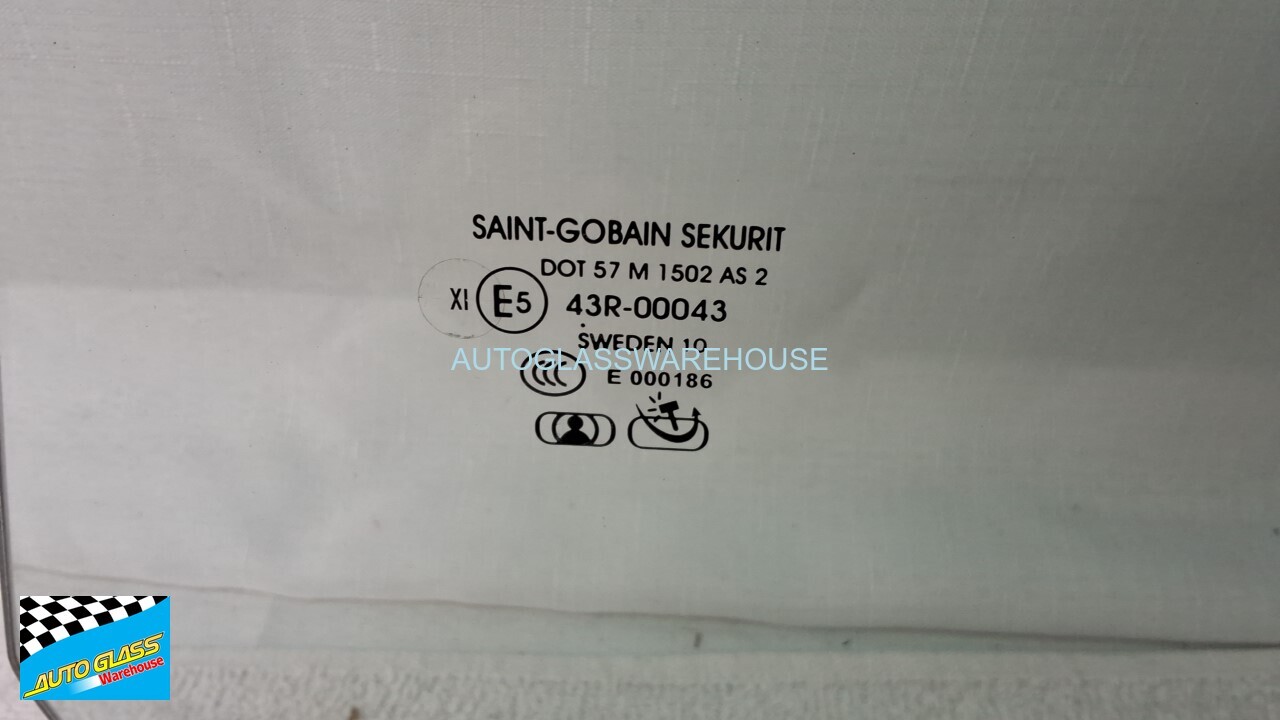 SAINT-GOBAIN SEKURIT
DOT 57 M 1502 AS 2
XI E5 43R-00043
SWEDEN 10
AUTOGLASSWAREHOUSE
CCC E 000186
AUTO GLASS
Warehouse